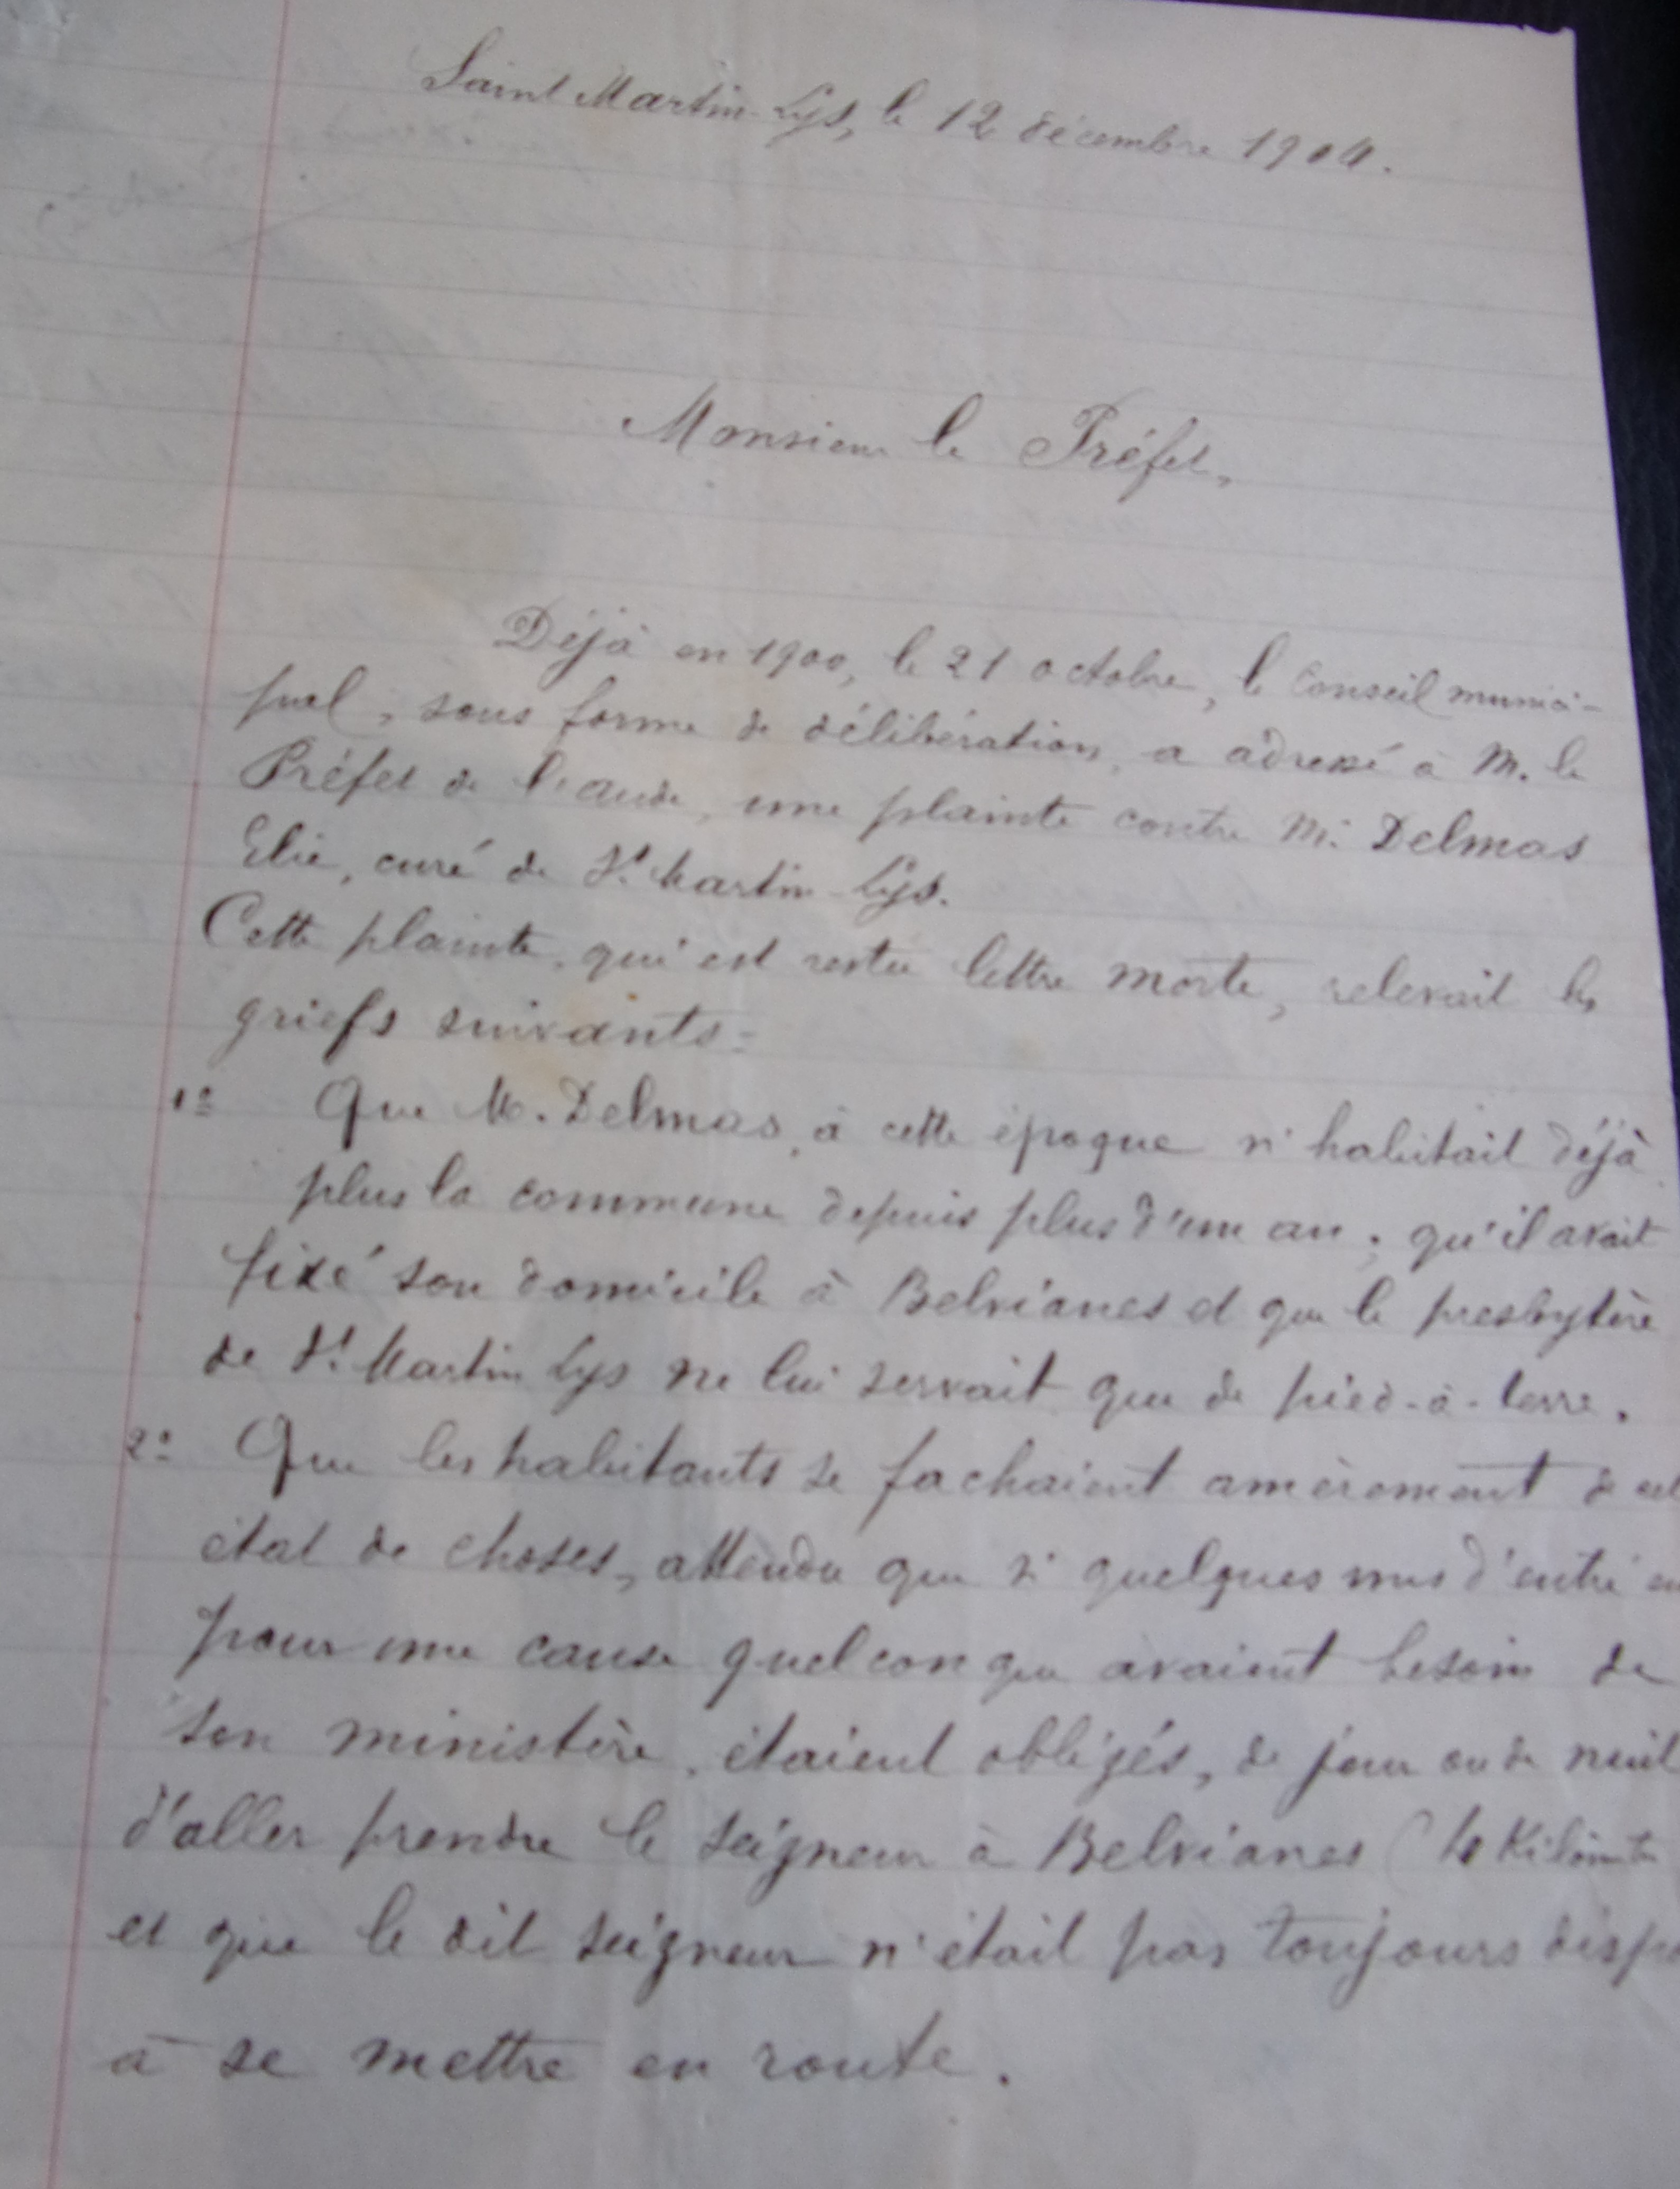 Saint Martin-Lys, le 12 décembre 1904.
Monsieur le Préfet,
Déjà en 1900, le 21 octobre, le Conseil munici-
pal, sous forme de délibération, a adressé à M. le
Préfet de l'aude, une plainte contre M. Delmas
Elie, curé de St Martin-Lys.
Cette plainte, qui est restée lettre morte, relevait les
griefs suivants:
1º Que M. Delmas, à cette époque n'habitait déjà
plus la commune depuis plus d'un an; qu'il avait
fixé son domicile à Belvianes et que le presbytère
de St Martin Lys ne lui servait que de pied-à-terre.
2º Que les habitants se fachaient amèrement de cet
état de choses, attendu que si quelques uns d'entre
pour une cause quelconque avaient besoin de
son ministère, étaient obligés, de jour ou de nuit
d'aller prendre le seigneur à Belvianes (4 Kilom
et que le dit seigneur n'était pas toujours dispo
à se mettre en route.